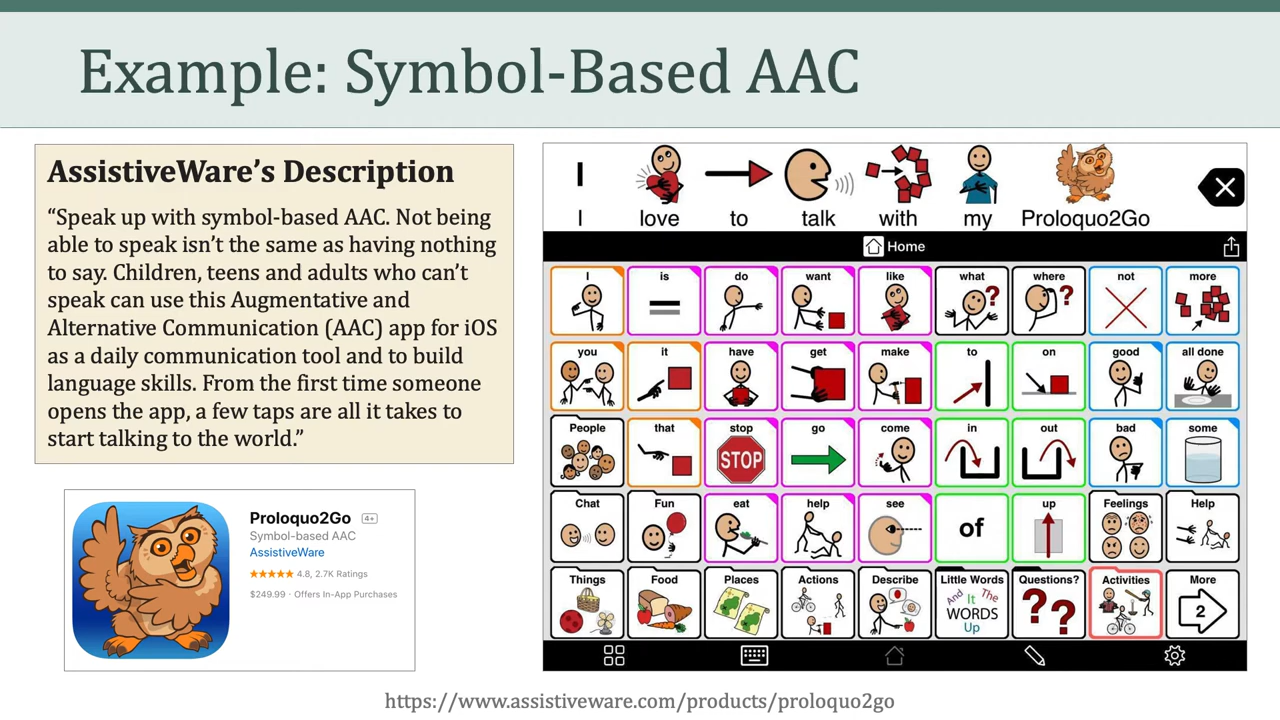 Example: Symbol-Based AAC
AssistiveWare’s Description
“Speak up with symbol-based AAC. Not being
able to speak isn’t the same as having nothing
to say. Children, teens and adults who can’t
speak can use this Augmentative and
Alternative Communication (AAC) app for iOS
as a daily communication tool and to build
language skills. From the first time someone
opens the app, a few taps are all it takes to
start talking to the world.”
Proloquo2Go 4+
Symbol-based AAC
AssistiveWare
★★★★★ 4.8, 2.7K Ratings
$249.99 · Offers In-App Purchases
I
I love to talk with my Proloquo2Go
Home
I is do want like what where not more
? ?
you it have get make to on good all done
People that stop go come in out bad some
STOP
Chat Fun eat help see of up Feelings Help
Things Food Places Actions Describe Little Words Questions? Activities More
And It The
WORDS
Up
? ?
2
https://www.assistiveware.com/products/proloquo2go